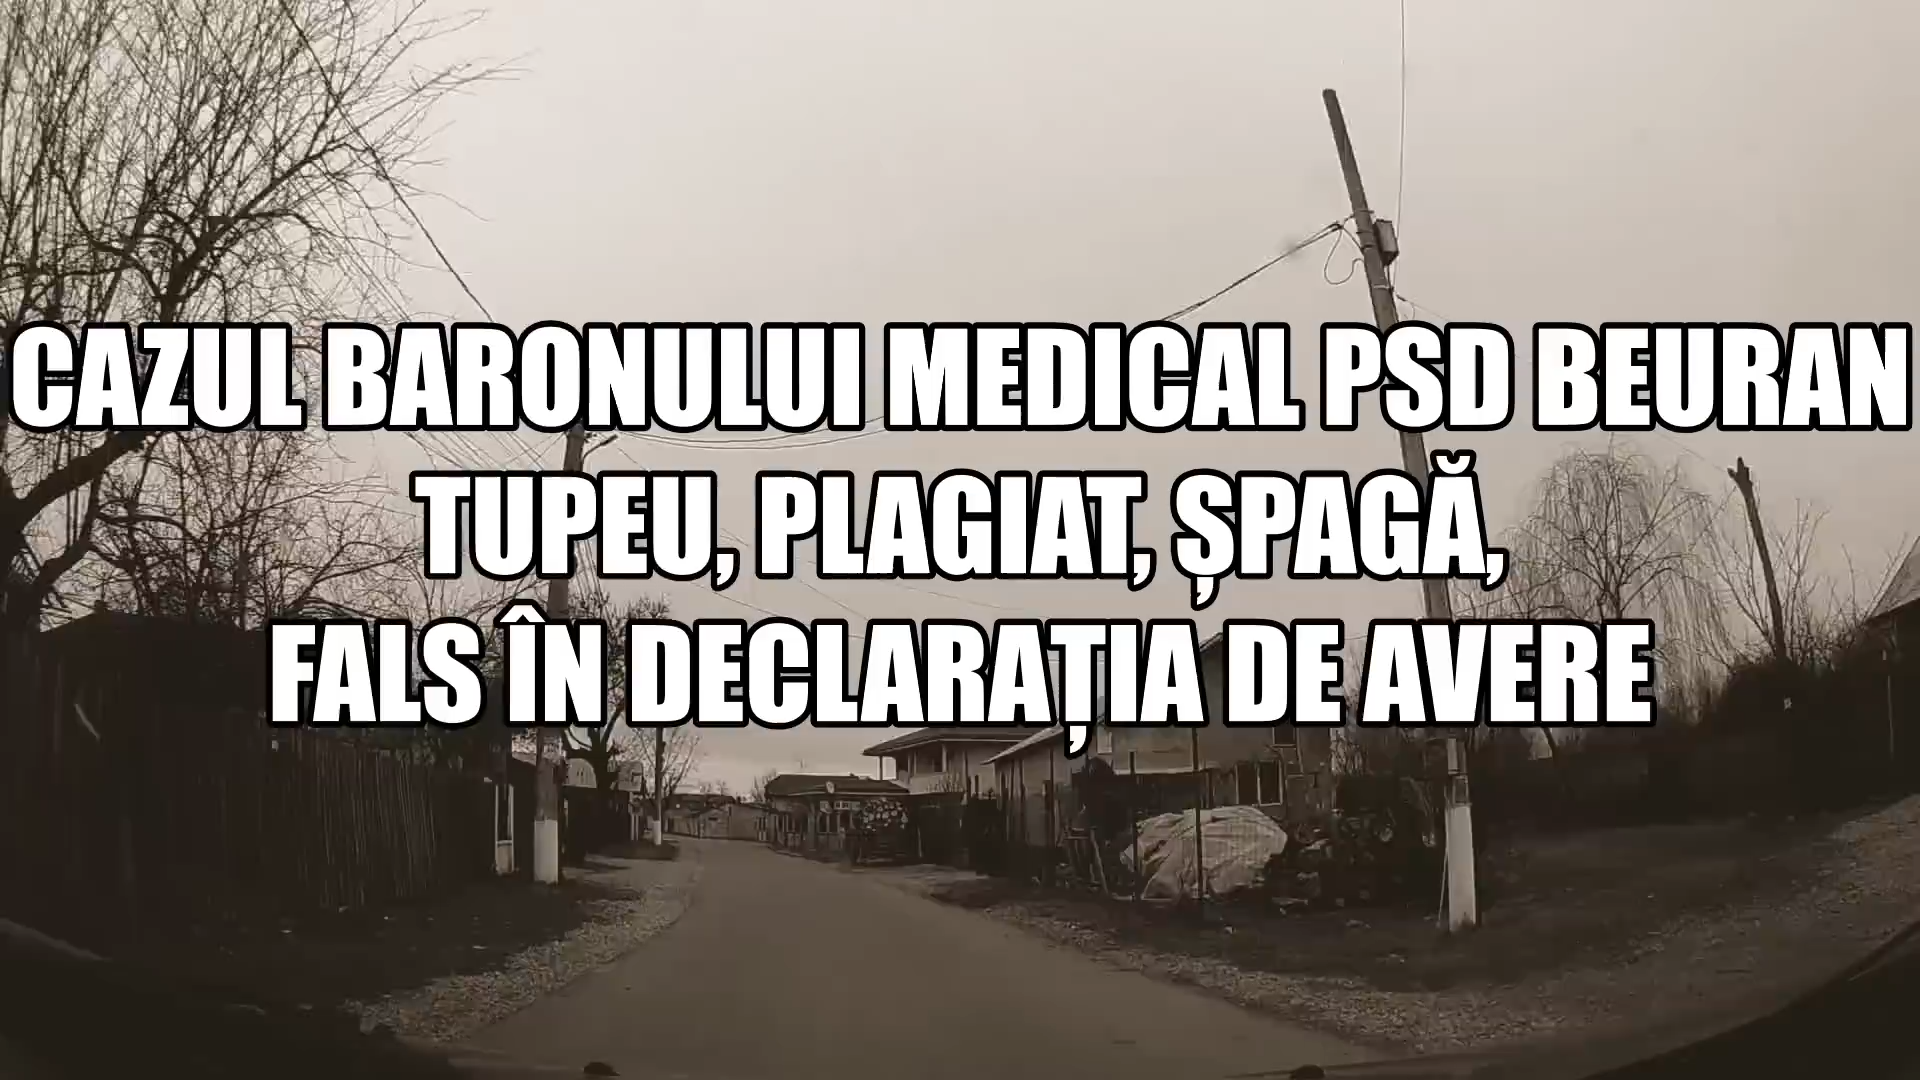 CAZUL BARONULUI MEDICAL PSD BEURAN
TUPEU, PLAGIAT, ȘPAGĂ,
FALS ÎN DECLARAȚIA DE AVERE